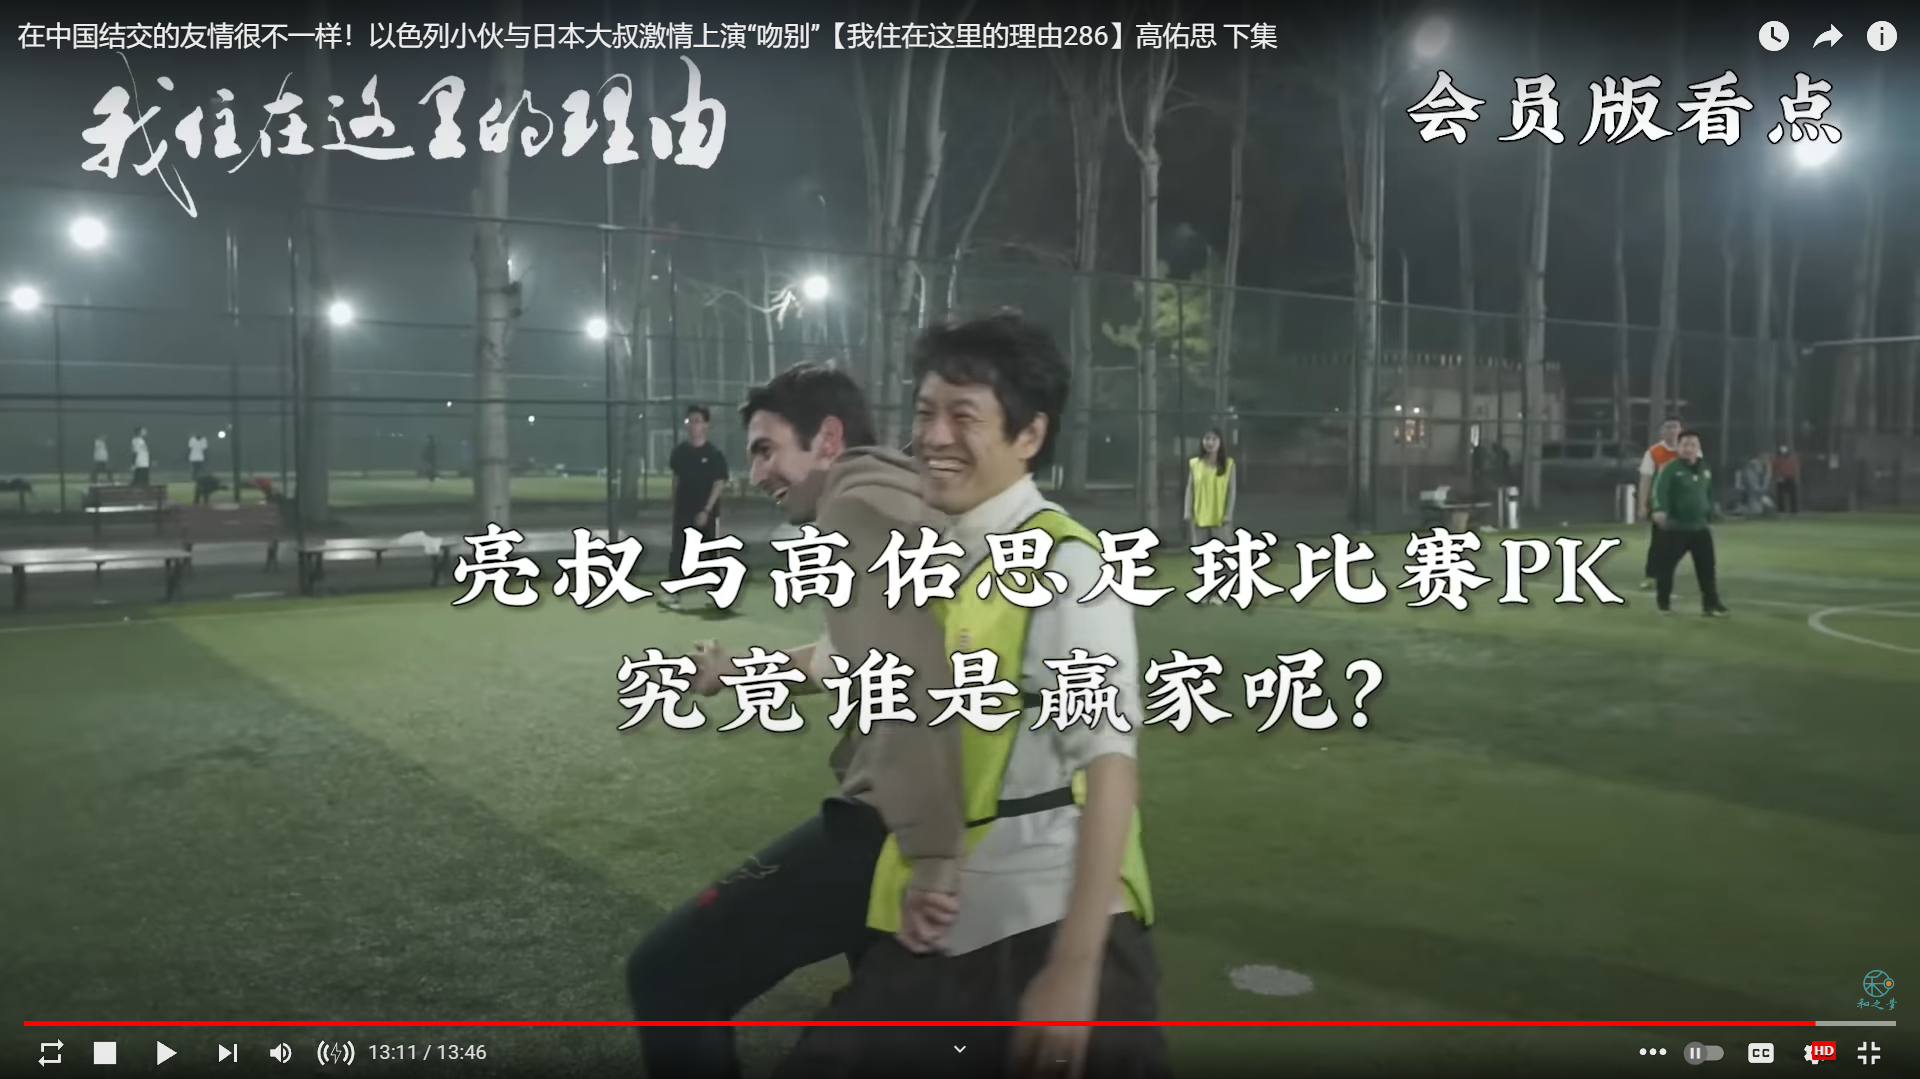 在中国结交的友情很不一样！以色列小伙与日本大叔激情上演“吻别”【我住在这里的理由286】高佑思 下集
我住在这里的理由
会员版看点
亮叔与高佑思足球比赛PK
究竟谁是赢家呢？
和之梦
13:11 / 13:46
CC
HD